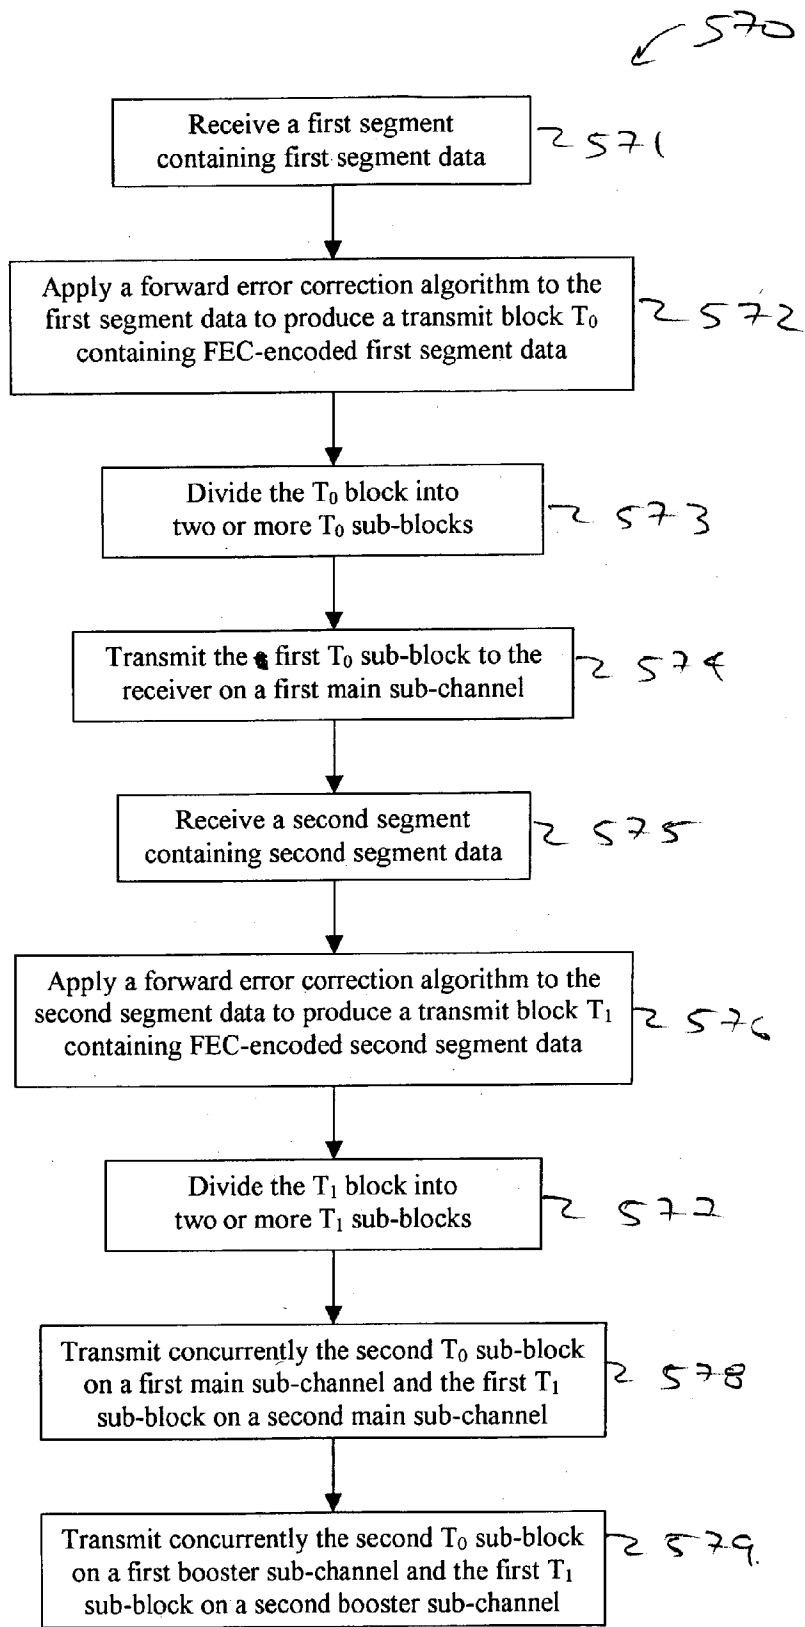 570
Receive a first segment
containing first segment data
571
Apply a forward error correction algorithm to the
first segment data to produce a transmit block T₀
containing FEC-encoded first segment data
572
Divide the T₀ block into
two or more T₀ sub-blocks
573
Transmit the first T₀ sub-block to the
receiver on a first main sub-channel
574
Receive a second segment
containing second segment data
575
Apply a forward error correction algorithm to the
second segment data to produce a transmit block T₁
containing FEC-encoded second segment data
576
Divide the T₁ block into
two or more T₁ sub-blocks
577
Transmit concurrently the second T₀ sub-block
on a first main sub-channel and the first T₁
sub-block on a second main sub-channel
578
Transmit concurrently the second T₀ sub-block
on a first booster sub-channel and the first T₁
sub-block on a second booster sub-channel
579